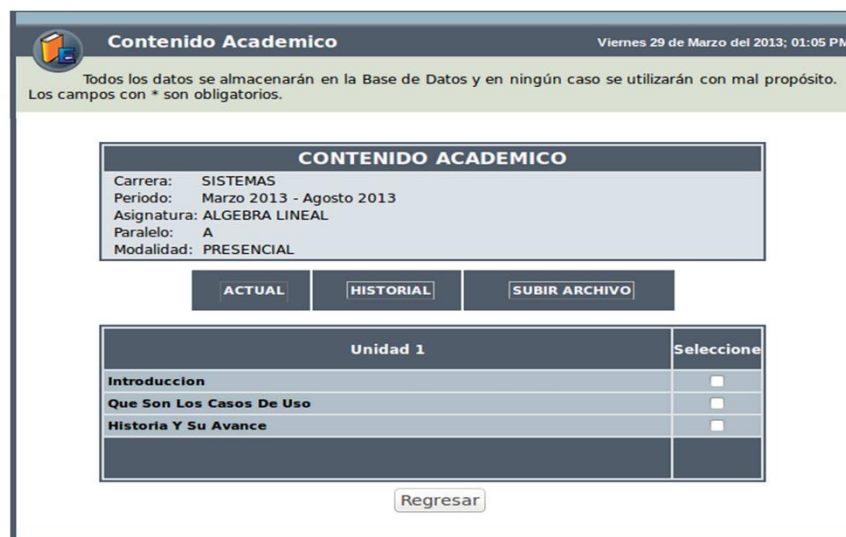 Contenido Academico
Viernes 29 de Marzo del 2013; 01:05 PM
Todos los datos se almacenarán en la Base de Datos y en ningún caso se utilizarán con mal propósito.
Los campos con * son obligatorios.
CONTENIDO ACADEMICO
Carrera: SISTEMAS
Periodo: Marzo 2013 - Agosto 2013
Asignatura: ALGEBRA LINEAL
Paralelo: A
Modalidad: PRESENCIAL
ACTUAL HISTORIAL SUBIR ARCHIVO
Unidad 1 Seleccione
Introduccion
Que Son Los Casos De Uso
Historia Y Su Avance
Regresar